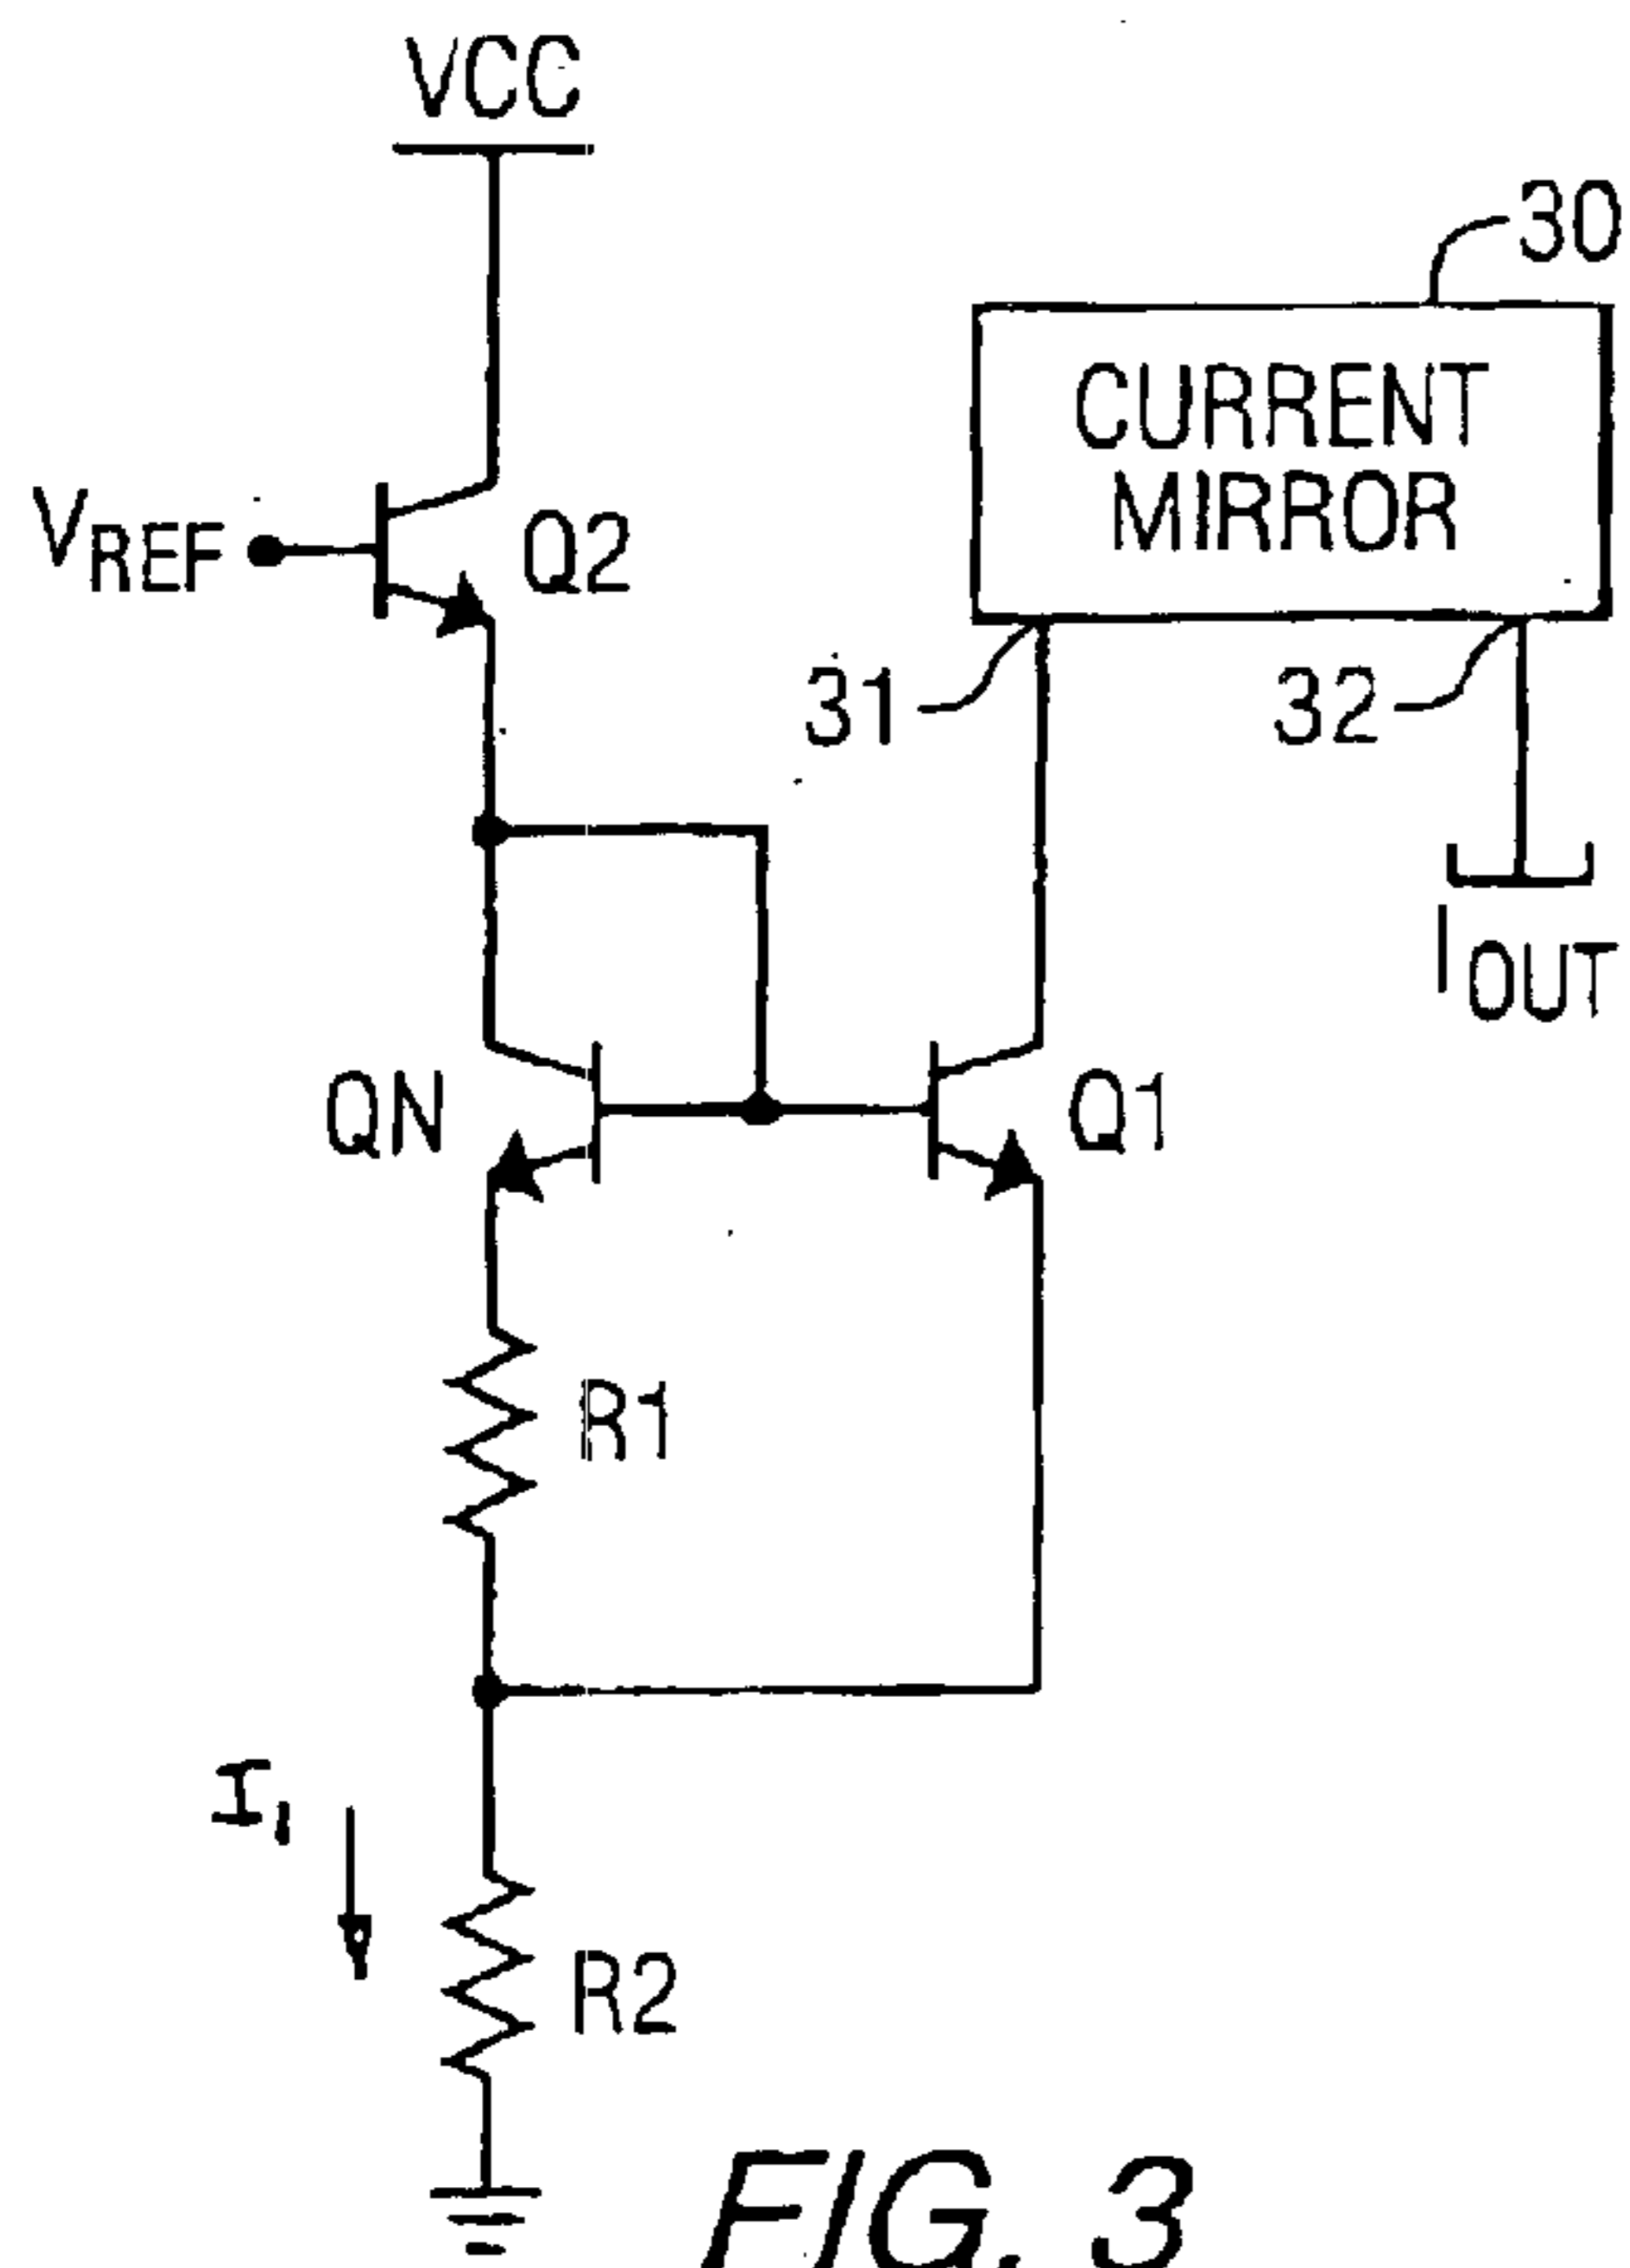 VCC
30
CURRENT
MIRROR
VREF
Q2
31
32
IOUT
QN
Q1
R1
I1
R2
FIG. 3